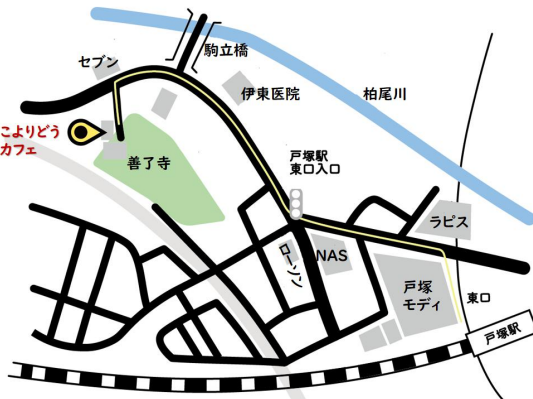 駒立橋
セブン
伊東医院
柏尾川
こよりどう
カフェ
善了寺
戸塚駅
東口入口
ラピス
ローソン
NAS
戸塚
モディ
東口
戸塚駅